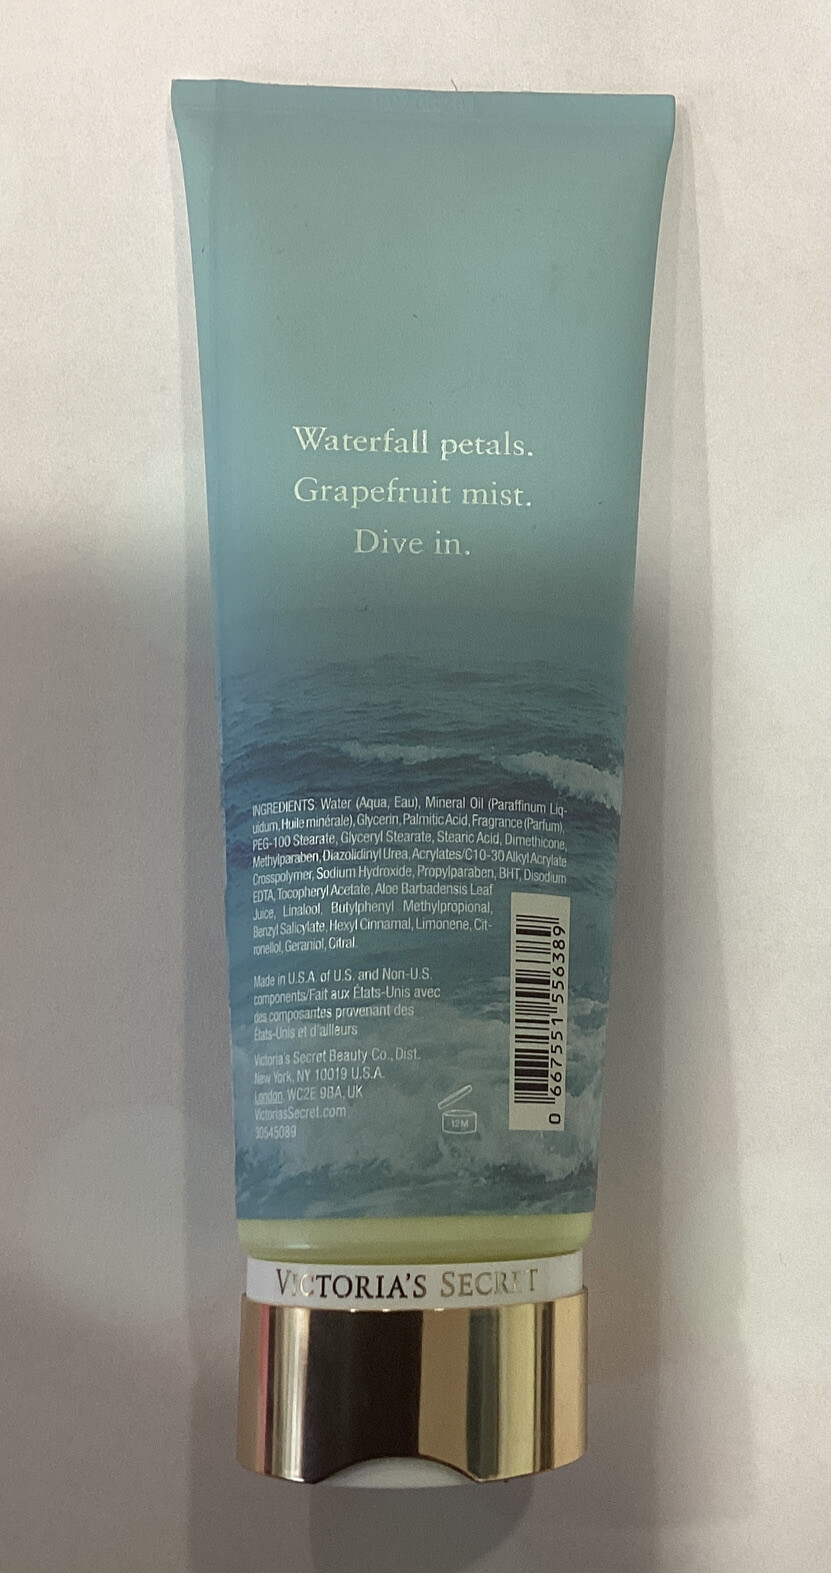 Waterfall petals.
Grapefruit mist.
Dive in.
INGREDIENTS: Water (Aqua, Eau), Mineral Oil (Paraffinum Liq-
uidum, Huile minérale), Glycerin, Palmitic Acid, Fragrance (Parfum),
PEG-100 Stearate, Glyceryl Stearate, Stearic Acid, Dimethicone,
Methylparaben, Diazolidinyl Urea, Acrylates/C10-30 Alkyl Acrylate
Crosspolymer, Sodium Hydroxide, Propylparaben, BHT, Disodium
EDTA, Tocopheryl Acetate, Aloe Barbadensis Leaf
Juice, Linalool, Butylphenyl Methylpropional,
Benzyl Salicylate, Hexyl Cinnamal, Limonene, Cit-
ronellol, Geraniol, Citral.
Made in U.S.A. of U.S. and Non-U.S.
components/Fait aux États-Unis avec
des composantes provenant des
États-Unis et d'ailleurs
Victoria's Secret Beauty Co., Dist.
New York, NY 10019 U.S.A.
London WC2E 9BA, UK
VictoriasSecret.com
30545089
12M
0 667551 556389
VICTORIA'S SECRET